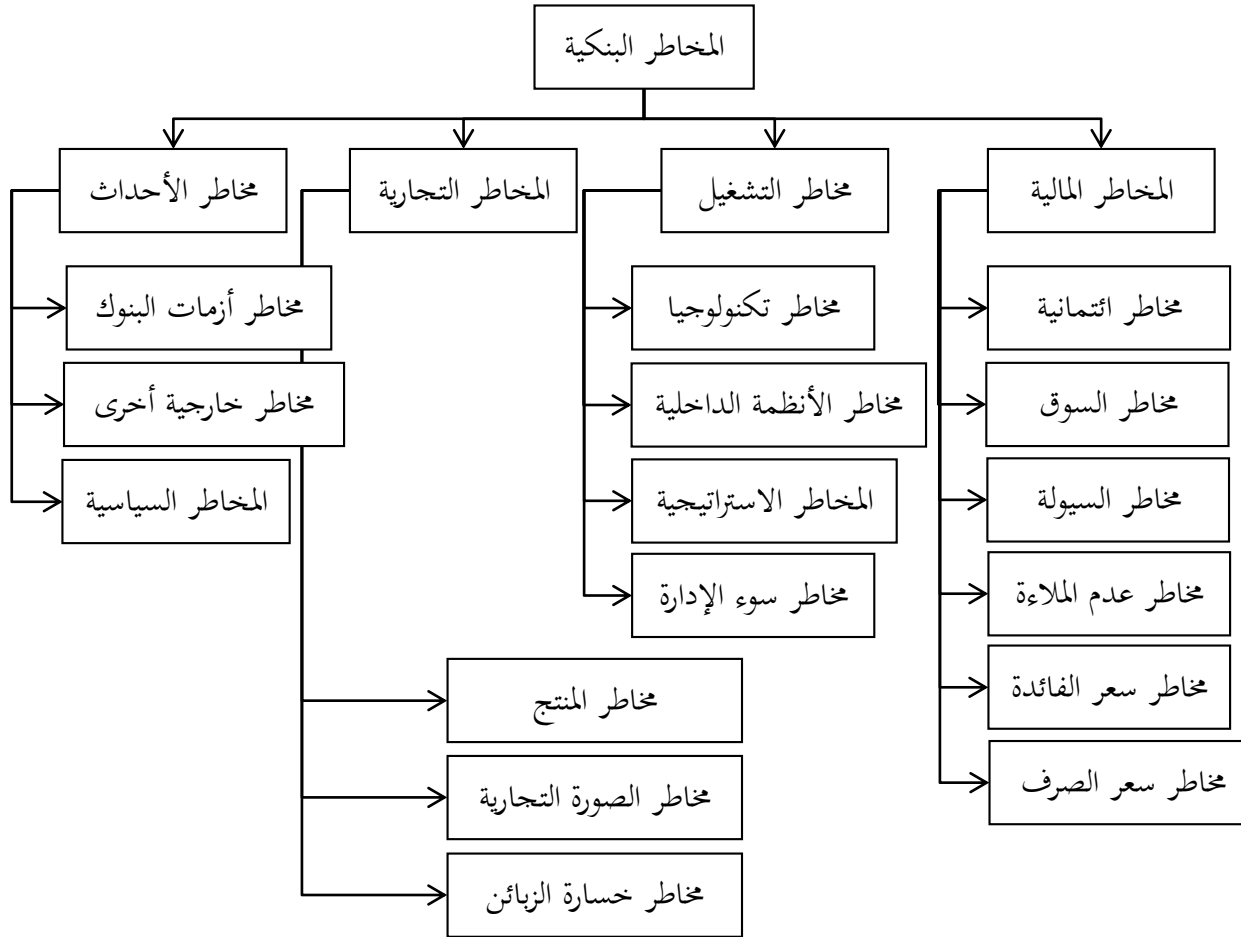 المخاطر البنكية
المخاطر المالية
مخاطر التشغيل
المخاطر التجارية
مخاطر الأحداث
مخاطر ائتمانية
مخاطر السوق
مخاطر السيولة
مخاطر عدم الملاءة
مخاطر سعر الفائدة
مخاطر سعر الصرف
مخاطر تكنولوجيا
مخاطر الأنظمة الداخلية
المخاطر الاستراتيجية
مخاطر سوء الإدارة
مخاطر المنتج
مخاطر الصورة التجارية
مخاطر خسارة الزبائن
مخاطر أزمات البنوك
مخاطر خارجية أخرى
المخاطر السياسية